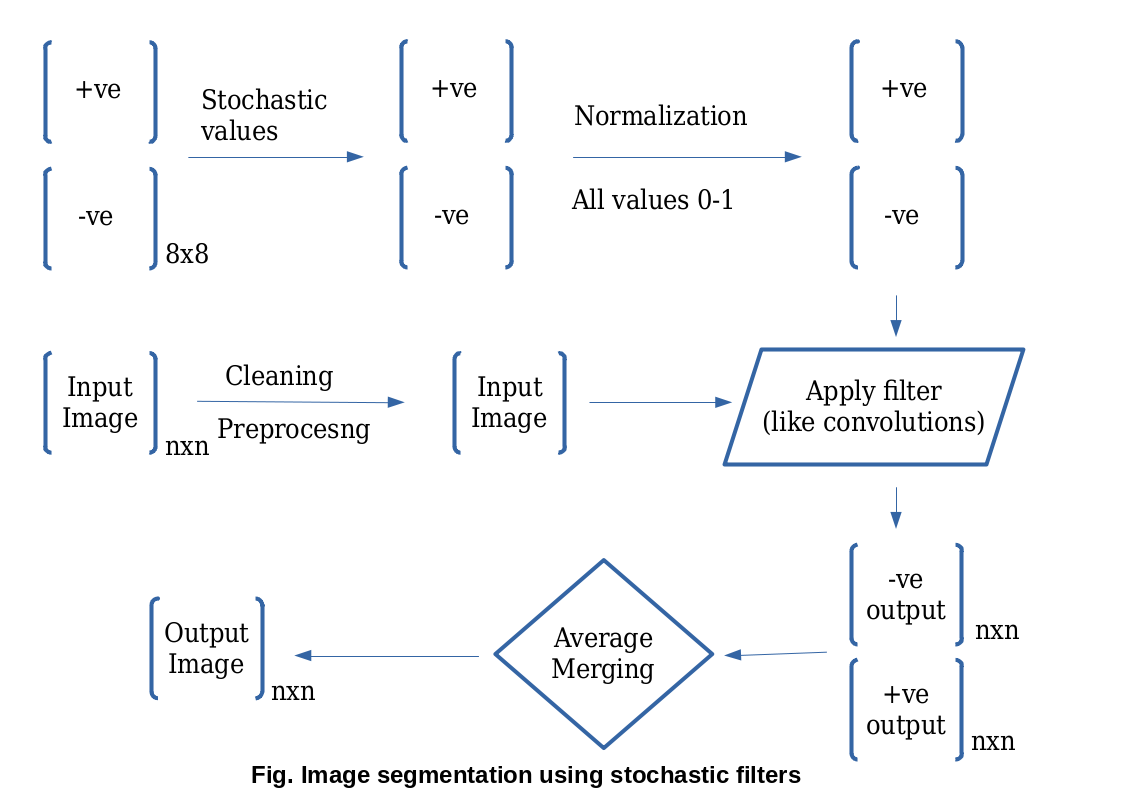 +ve
Stochastic
values
+ve
Normalization
+ve
-ve
8x8
-ve
All values 0-1
-ve
Input
Image
nxn
Cleaning
Preprocesng
Input
Image
Apply filter
(like convolutions)
-ve
output
nxn
+ve
output
nxn
Average
Merging
Output
Image
nxn
Fig. Image segmentation using stochastic filters